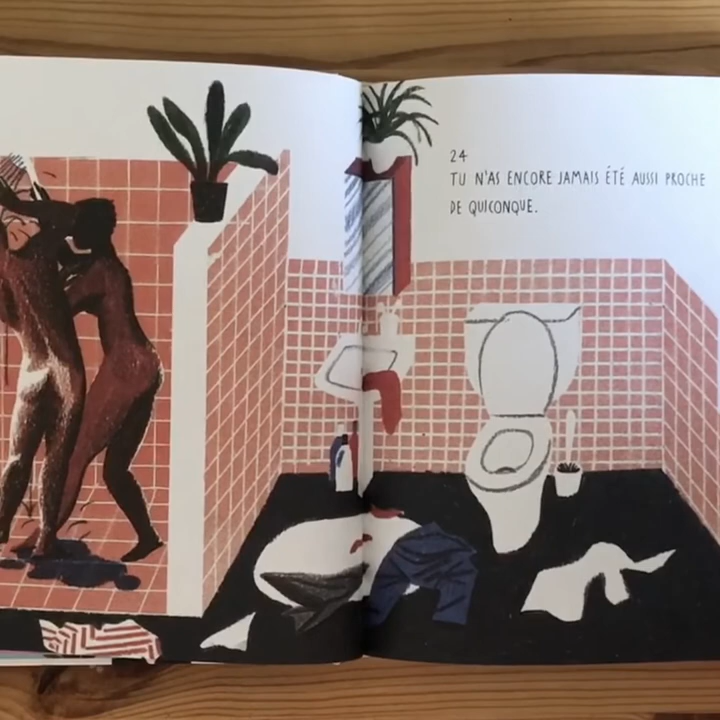 24
TU N'AS ENCORE JAMAIS ÉTÉ AUSSI PROCHE
DE QUICONQUE.